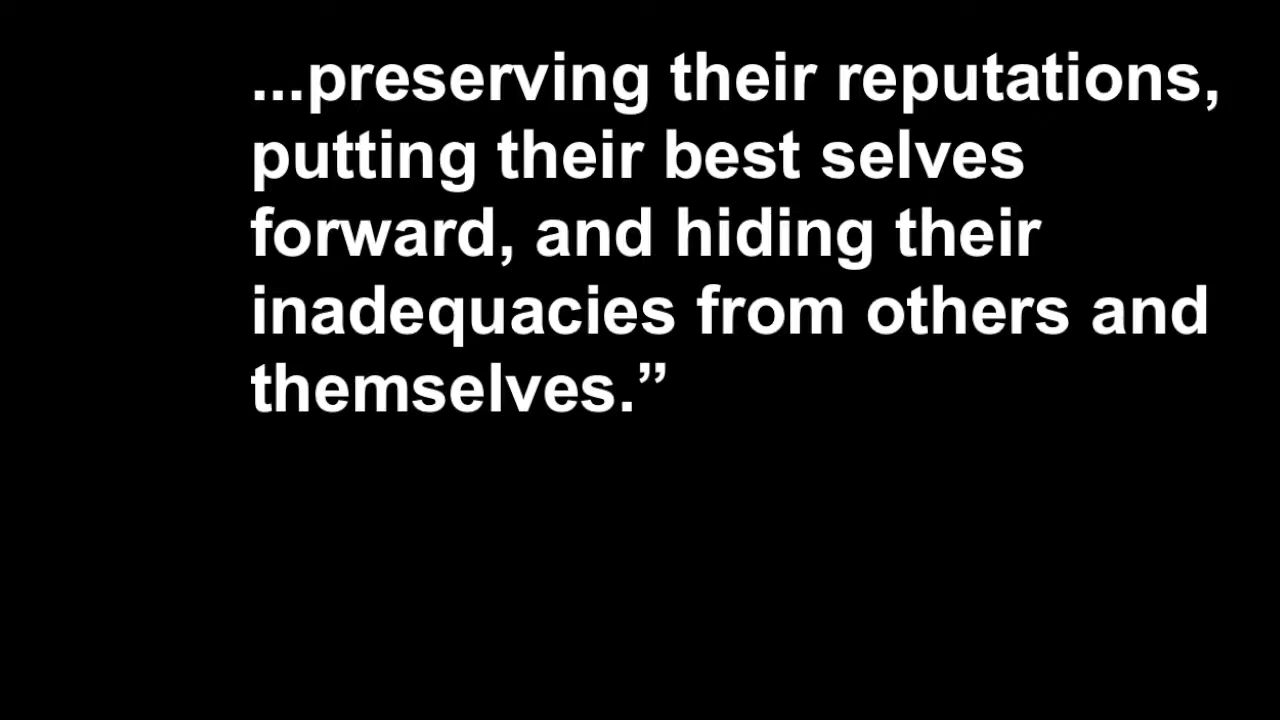 ...preserving their reputations,
putting their best selves
forward, and hiding their
inadequacies from others and
themselves.”